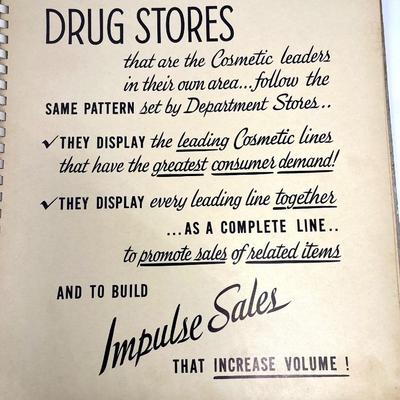 DRUG STORES
that are the Cosmetic leaders
in their own area...follow the
SAME PATTERN set by Department Stores..
✓THEY DISPLAY the leading Cosmetic lines
that have the greatest consumer demand!
✓THEY DISPLAY every leading line together
...AS A COMPLETE LINE..
to promote sales of related items
AND TO BUILD
Impulse Sales
THAT INCREASE VOLUME!